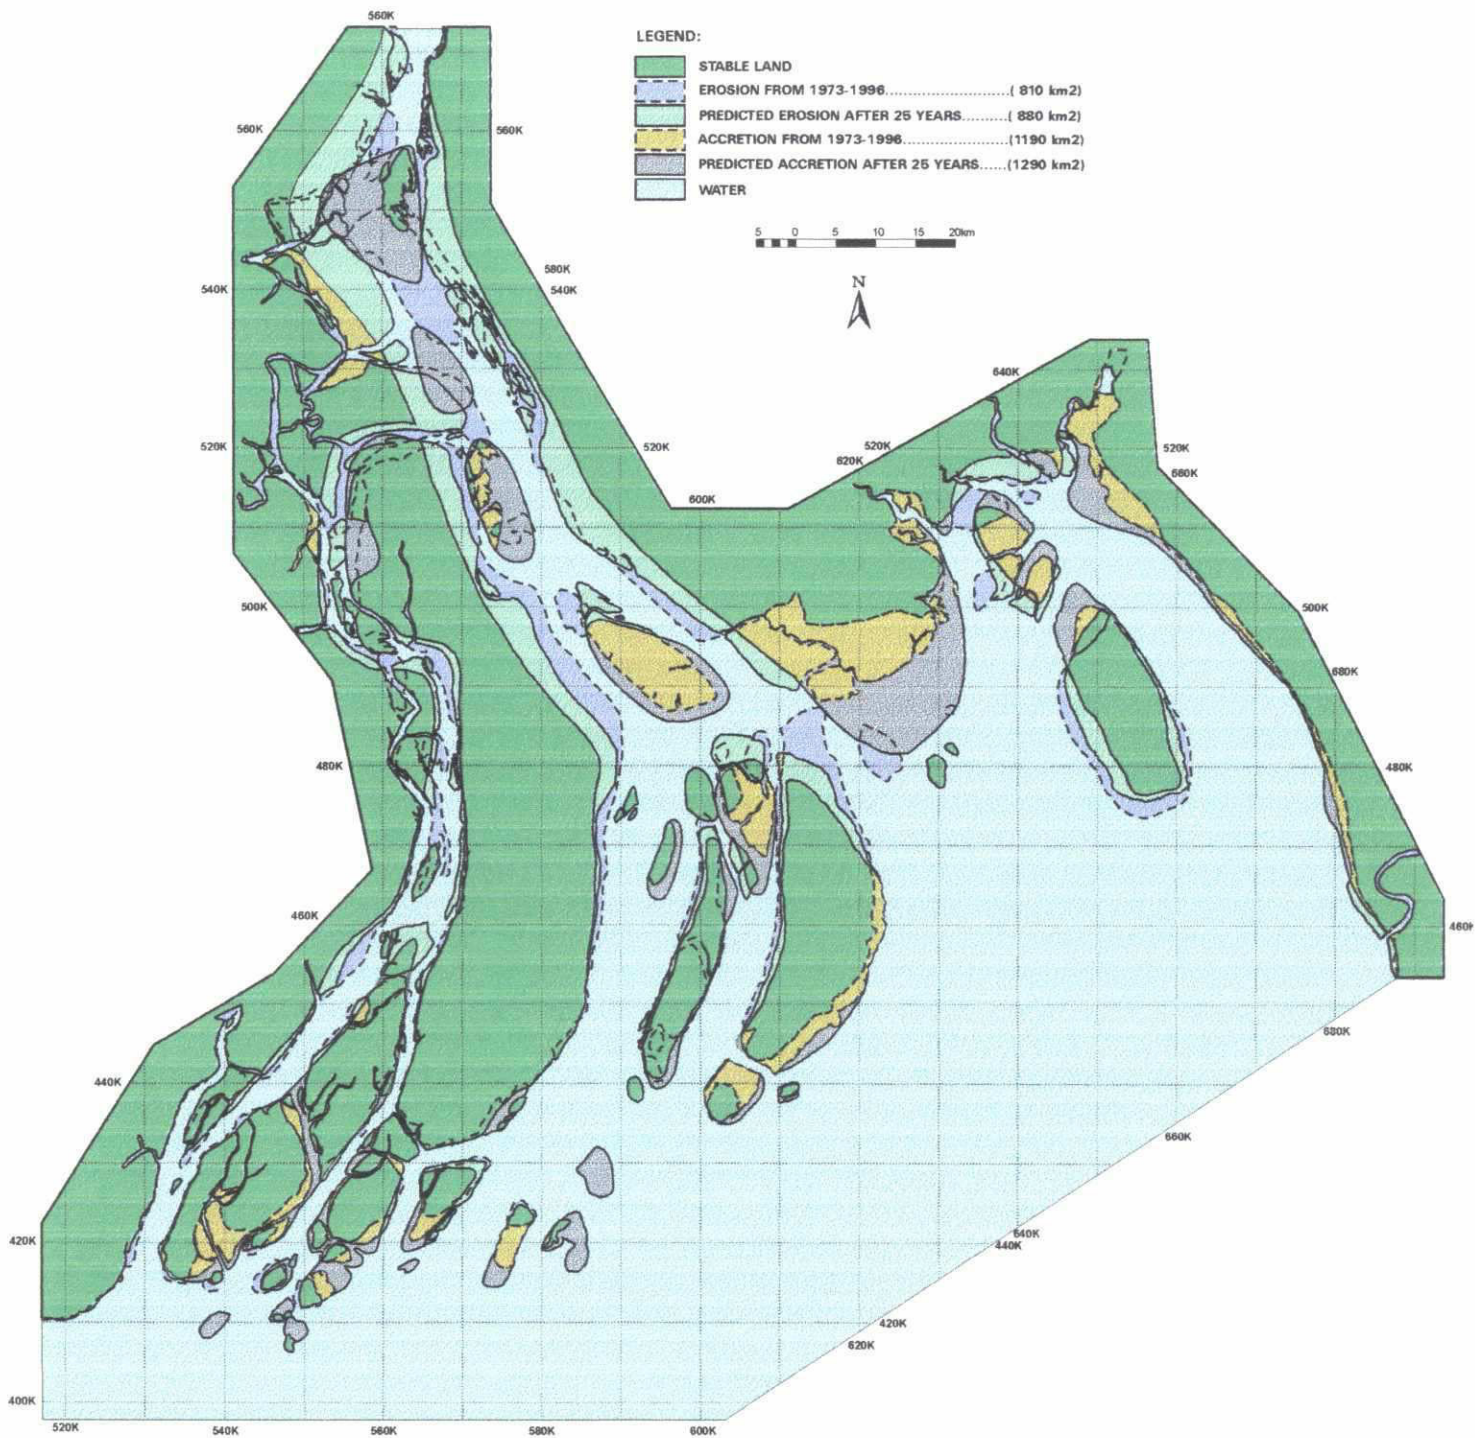 560K
LEGEND:
STABLE LAND
EROSION FROM 1973-1996..............................( 810 km2)
PREDICTED EROSION AFTER 25 YEARS..........( 880 km2)
ACCRETION FROM 1973-1996.........................(1190 km2)
PREDICTED ACCRETION AFTER 25 YEARS......(1290 km2)
WATER
560K
560K
5 0 5 10 15 20km
N
580K
540K
540K
640K
520K
520K
520K
620K
520K
660K
600K
500K
500K
680K
480K
480K
460K
460K
680K
440K
660K
420K
640K
440K
420K
620K
400K
520K
540K
560K
580K
600K